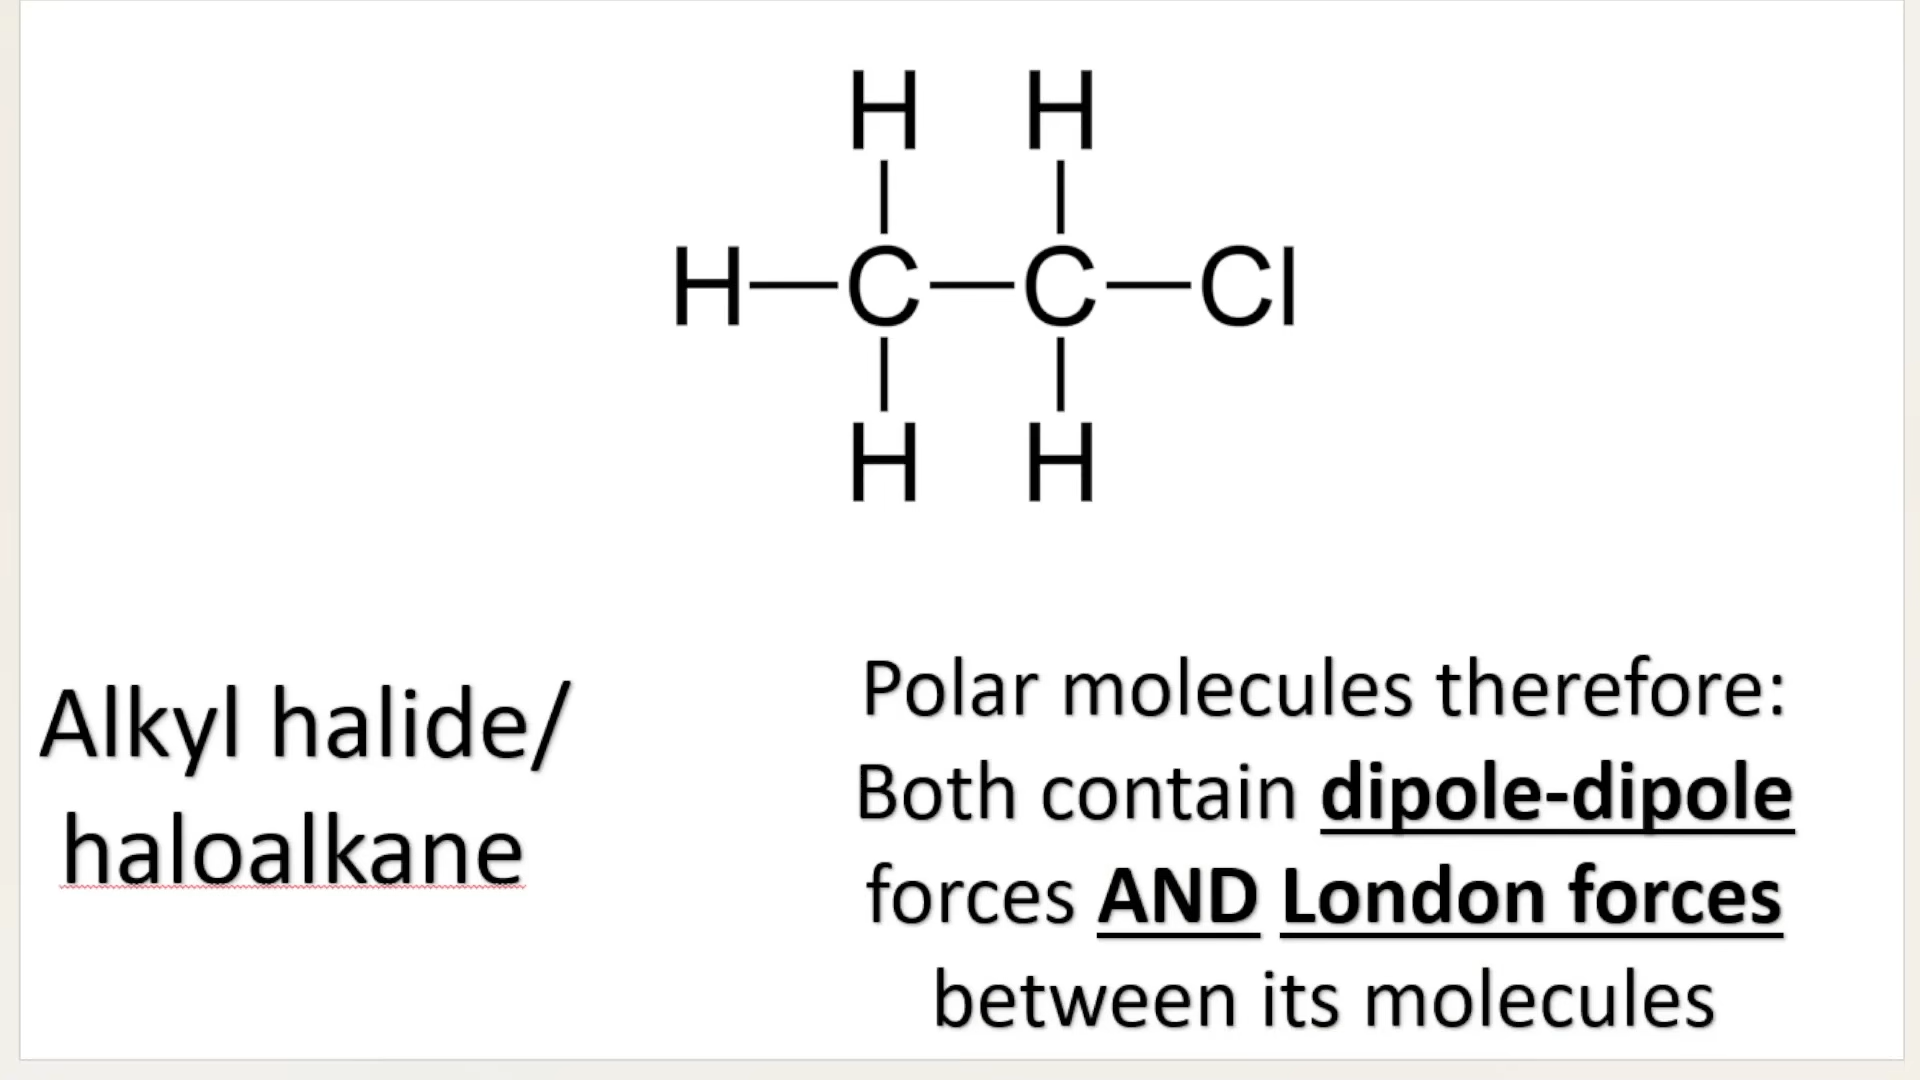 H H
H—C—C—Cl
H H
Alkyl halide/
haloalkane
Polar molecules therefore:
Both contain dipole-dipole
forces AND London forces
between its molecules